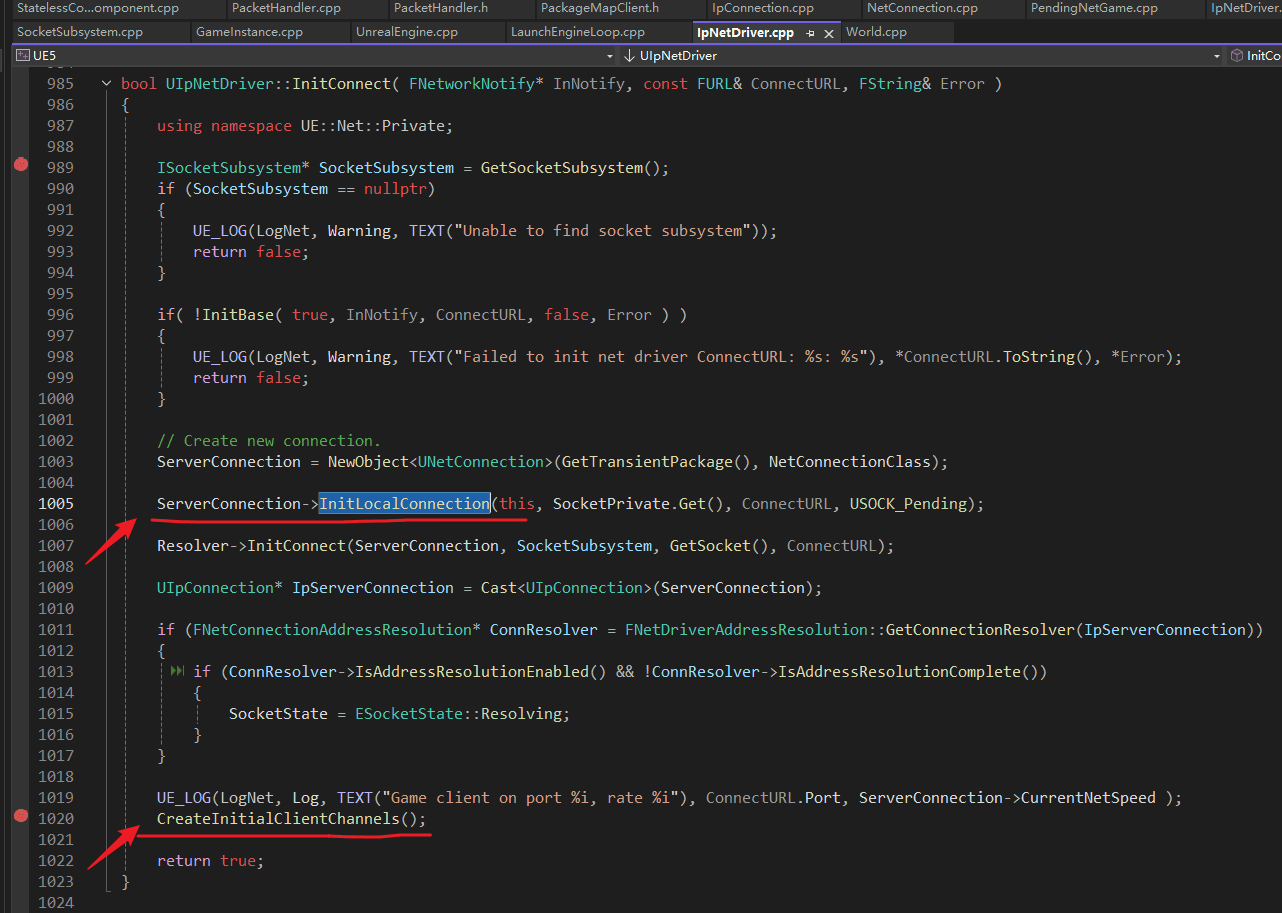 StatelessCo...omponent.cpp PacketHandler.cpp PacketHandler.h PackageMapClient.h IpConnection.cpp NetConnection.cpp PendingNetGame.cpp IpNetDriver.
SocketSubsystem.cpp GameInstance.cpp UnrealEngine.cpp LaunchEngineLoop.cpp IpNetDriver.cpp World.cpp
UE5 UIpNetDriver InitCo
985 bool UIpNetDriver::InitConnect( FNetworkNotify* InNotify, const FURL& ConnectURL, FString& Error )
986 {
987 using namespace UE::Net::Private;
988
989 ISocketSubsystem* SocketSubsystem = GetSocketSubsystem();
990 if (SocketSubsystem == nullptr)
991 {
992 UE_LOG(LogNet, Warning, TEXT("Unable to find socket subsystem"));
993 return false;
994 }
995
996 if( !InitBase( true, InNotify, ConnectURL, false, Error ) )
997 {
998 UE_LOG(LogNet, Warning, TEXT("Failed to init net driver ConnectURL: %s: %s"), *ConnectURL.ToString(), *Error);
999 return false;
1000 }
1001
1002 // Create new connection.
1003 ServerConnection = NewObject<UNetConnection>(GetTransientPackage(), NetConnectionClass);
1004
1005 ServerConnection->InitLocalConnection(this, SocketPrivate.Get(), ConnectURL, USOCK_Pending);
1006
1007 Resolver->InitConnect(ServerConnection, SocketSubsystem, GetSocket(), ConnectURL);
1008
1009 UIpConnection* IpServerConnection = Cast<UIpConnection>(ServerConnection);
1010
1011 if (FNetConnectionAddressResolution* ConnResolver = FNetDriverAddressResolution::GetConnectionResolver(IpServerConnection))
1012 {
1013 if (ConnResolver->IsAddressResolutionEnabled() && !ConnResolver->IsAddressResolutionComplete())
1014 {
1015 SocketState = ESocketState::Resolving;
1016 }
1017 }
1018
1019 UE_LOG(LogNet, Log, TEXT("Game client on port %i, rate %i"), ConnectURL.Port, ServerConnection->CurrentNetSpeed );
1020 CreateInitialClientChannels();
1021
1022 return true;
1023 }
1024